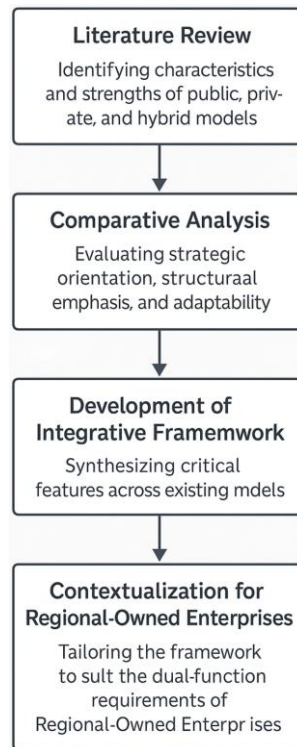 Literature Review
Identifying characteristics
and strengths of public, priv-
ate, and hybrid models
Comparative Analysis
Evaluating strategic
orientation, structuraal
emphasis, and adaptability
Development of
Integrative Framemwork
Synthesizing critical
features across existing mdels
Contextualization for
Regional-Owned Enterprises
Tailoring the framework
to sult the dual-function
requirements of
Regional-Owned Enterpr ises